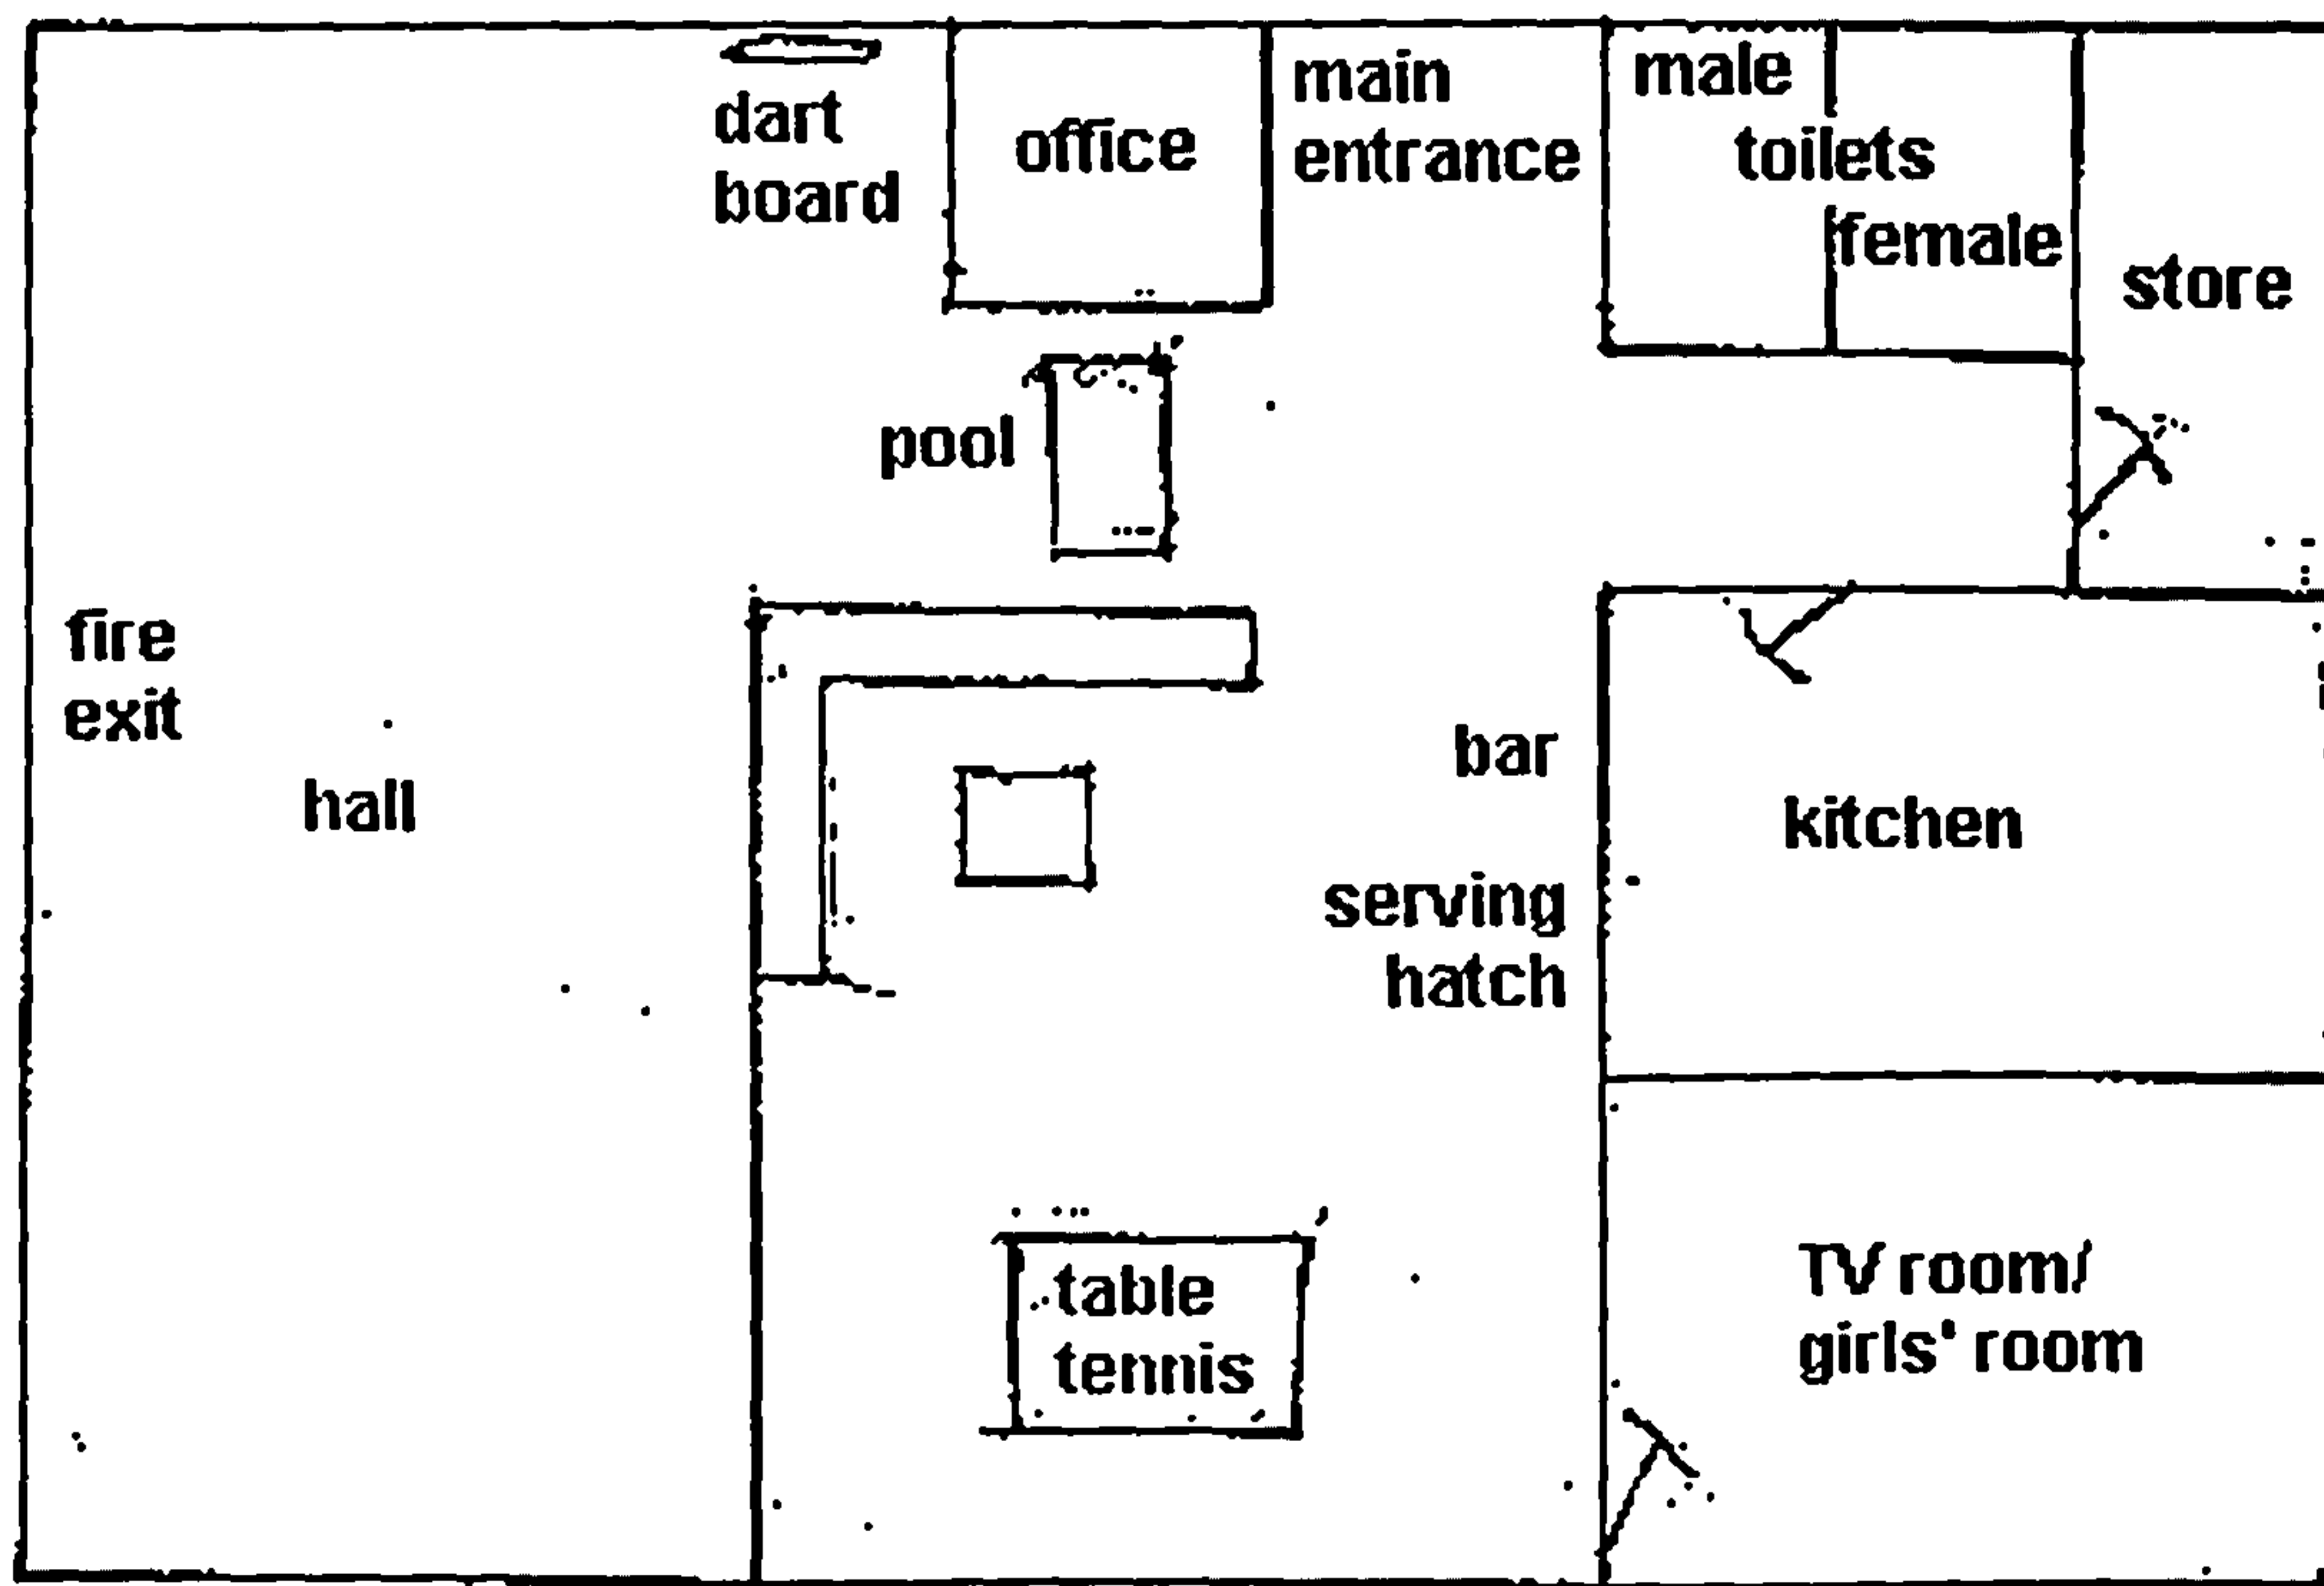 dart
board
office
main
entrance
male
toilets
female
store
pool
fire
exit
hall
bar
kitchen
serving
hatch
table
tennis
TV room/
girls' room